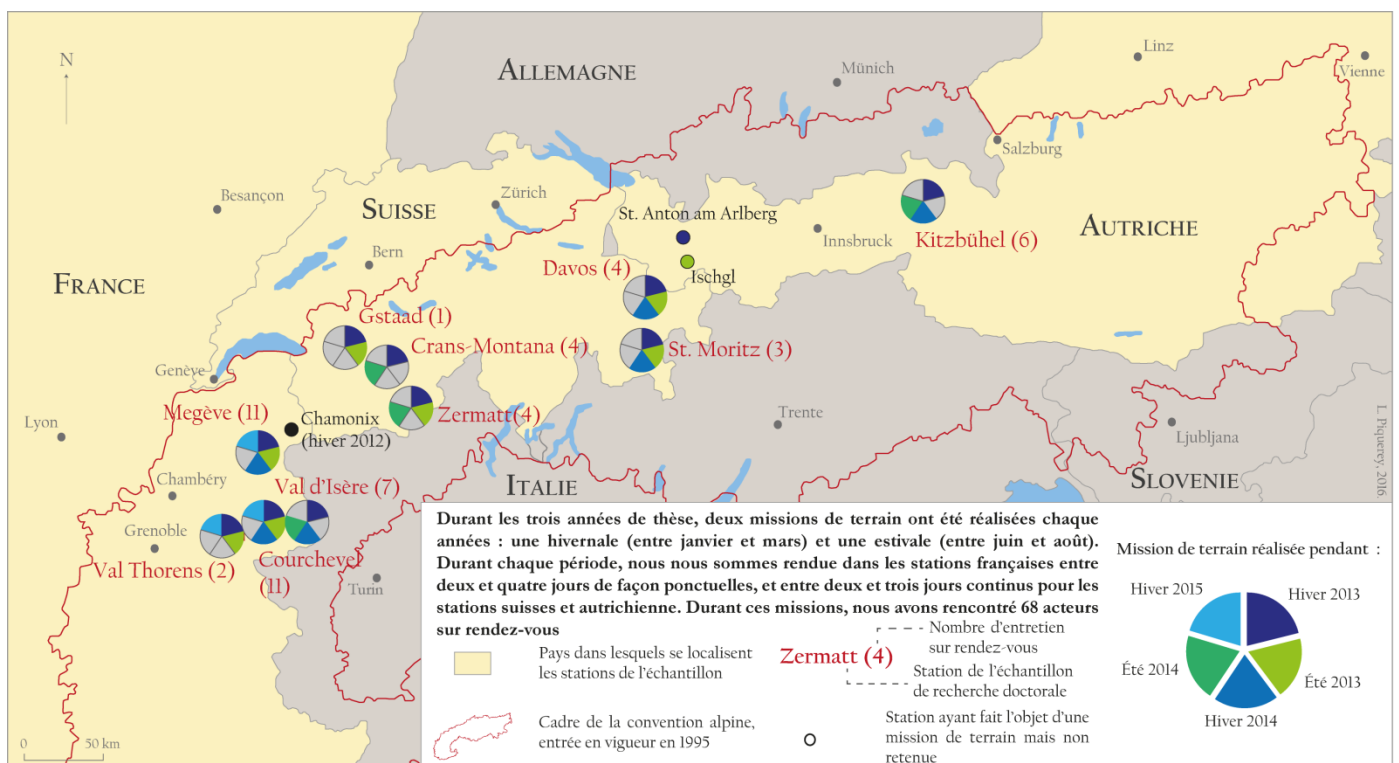 N
ALLEMAGNE
Münich
Linz
Vienne
Salzburg
Besançon
SUISSE
Zürich
St. Anton am Arlberg
Innsbruck
Kitzbühel (6)
AUTRICHE
Bern
FRANCE
Davos (4)
Ischgl
Gstaad (1)
Crans-Montana (4)
St. Moritz (3)
Genève
Megève (11)
Chamonix
(hiver 2012)
Zermatt(4)
Trente
Lyon
Ljubljana
Chambéry
Val d'Isère (7)
ITALIE
SLOVENIE
Grenoble
Val Thorens (2)
Courchevel
(11)
Turin
L. Piquerey, 2016.
Durant les trois années de thèse, deux missions de terrain ont été réalisées chaque
années : une hivernale (entre janvier et mars) et une estivale (entre juin et août).
Durant chaque période, nous nous sommes rendue dans les stations françaises entre
deux et quatre jours de façon ponctuelles, et entre deux et trois jours continus pour les
stations suisses et autrichienne. Durant ces missions, nous avons rencontré 68 acteurs
sur rendez-vous
Pays dans lesquels se localisent
les stations de l'échantillon
Cadre de la convention alpine,
entrée en vigueur en 1995
Zermatt (4)
Nombre d'entretien
sur rendez-vous
Station de l'échantillon
de recherche doctorale
Station ayant fait l'objet d'une
mission de terrain mais non
retenue
Mission de terrain réalisée pendant :
Hiver 2015
Hiver 2013
Été 2014
Été 2013
Hiver 2014
0 50 km